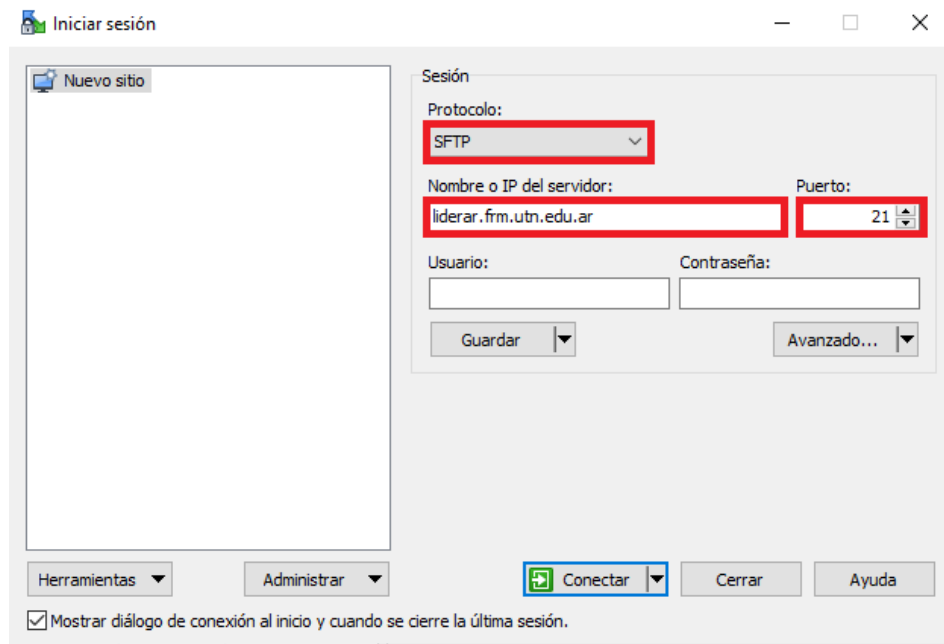 Iniciar sesión
Nuevo sitio
Sesión
Protocolo:
SFTP
Nombre o IP del servidor: Puerto:
liderar.frm.utn.edu.ar 21
Usuario: Contraseña:
Guardar Avanzado...
Herramientas Administrar Conectar Cerrar Ayuda
Mostrar diálogo de conexión al inicio y cuando se cierre la última sesión.